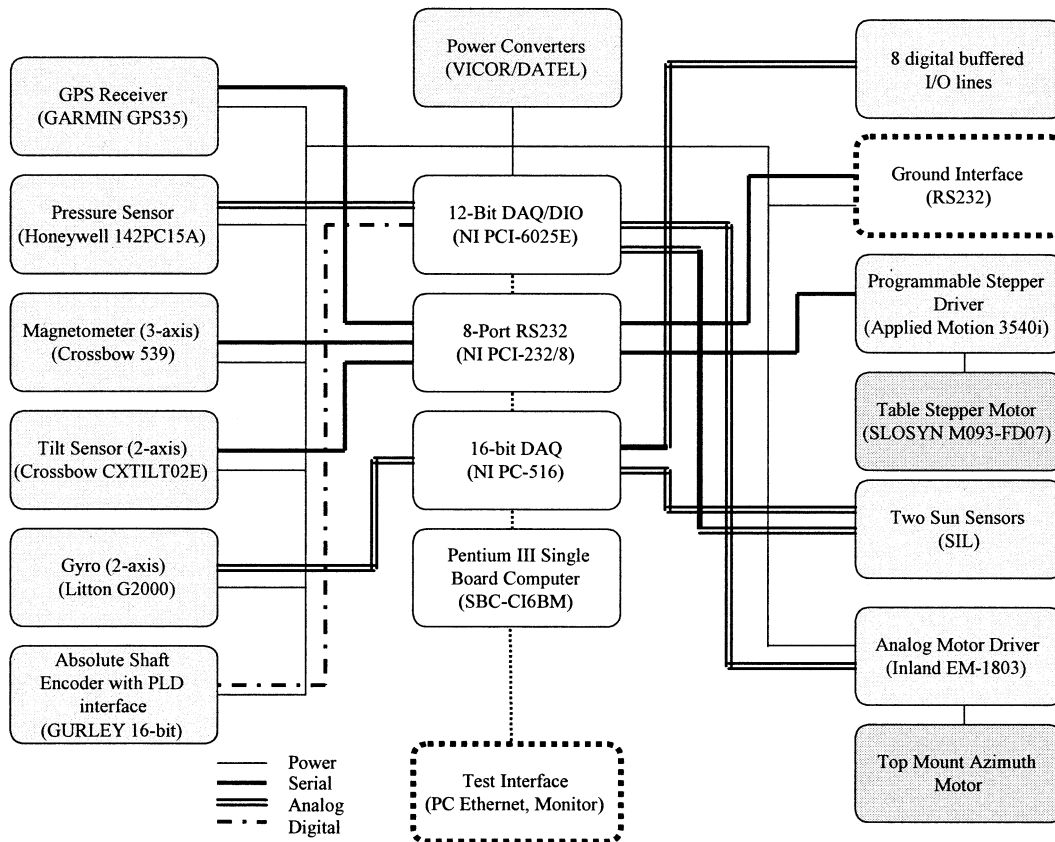 Power Converters
(VICOR/DATEL)
8 digital buffered
I/O lines
GPS Receiver
(GARMIN GPS35)
Ground Interface
(RS232)
Pressure Sensor
(Honeywell 142PC15A)
12-Bit DAQ/DIO
(NI PCI-6025E)
Programmable Stepper
Driver
(Applied Motion 3540i)
Magnetometer (3-axis)
(Crossbow 539)
8-Port RS232
(NI PCI-232/8)
Table Stepper Motor
(SLOSYN M093-FD07)
Tilt Sensor (2-axis)
(Crossbow CXTILT02E)
16-bit DAQ
(NI PC-516)
Two Sun Sensors
(SIL)
Gyro (2-axis)
(Litton G2000)
Pentium III Single
Board Computer
(SBC-CI6BM)
Analog Motor Driver
(Inland EM-1803)
Absolute Shaft
Encoder with PLD
interface
(GURLEY 16-bit)
Top Mount Azimuth
Motor
Test Interface
(PC Ethernet, Monitor)
Power
Serial
Analog
Digital